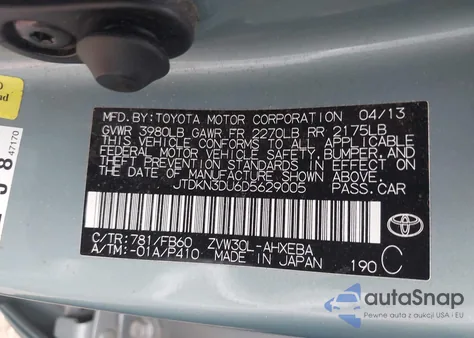 MFD. BY: TOYOTA MOTOR CORPORATION 04/13
GVWR 3980LB GAWR FR 2270LB RR 2175LB
THIS VEHICLE CONFORMS TO ALL APPLICABLE
FEDERAL MOTOR VEHICLE SAFETY, BUMPER, AND
THEFT PREVENTION STANDARDS IN EFFECT ON
THE DATE OF MANUFACTURE SHOWN ABOVE.
JTDKN3DU6D5629005 PASS.CAR
C/TR: 781/FB60 ZVW30L-AHXEBA
A/TM: -01A/P410 MADE IN JAPAN 190 C
TOYOTA
47170
autoSnap
Pewne auta z aukcji USA i EU